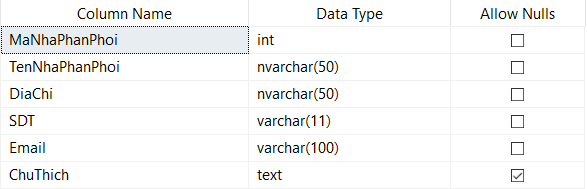 Column Name Data Type Allow Nulls
MaNhaPhanPhoi int
TenNhaPhanPhoi nvarchar(50)
DiaChi nvarchar(50)
SDT varchar(11)
Email varchar(100)
ChuThich text